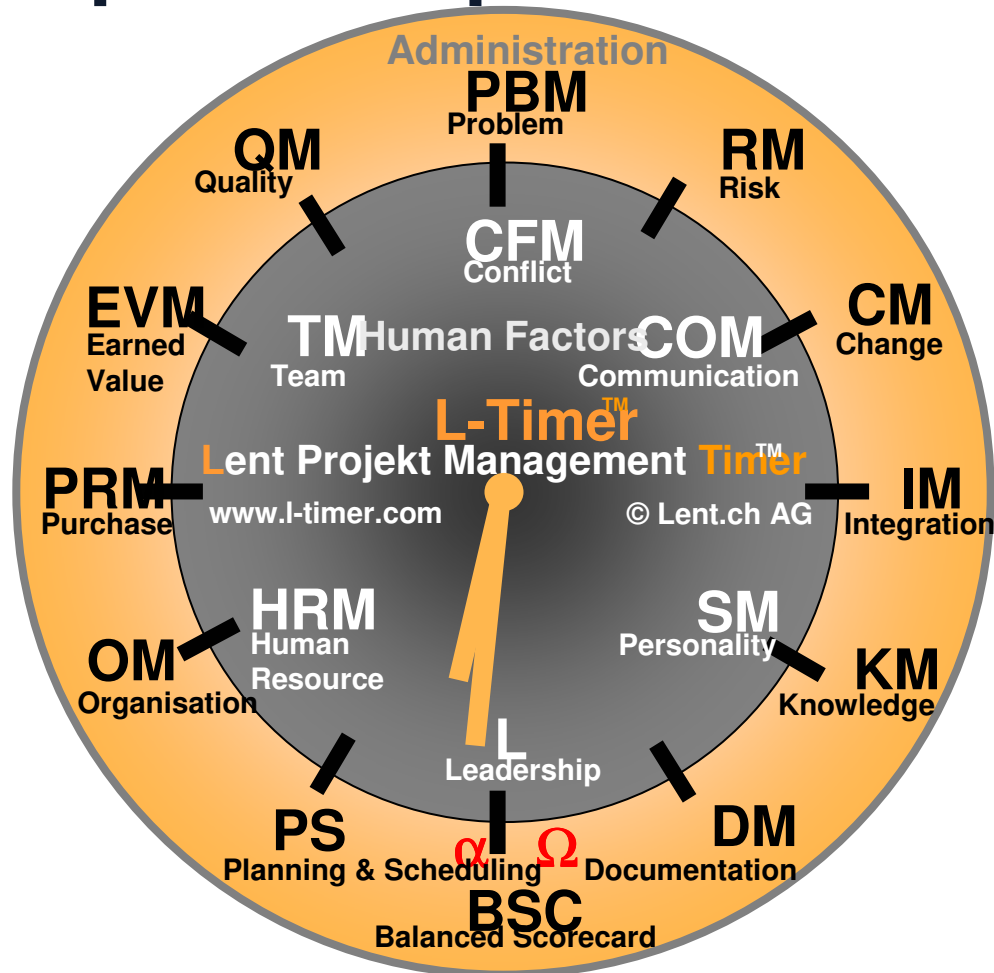 Administration
PBM
Problem
QM
Quality
RM
Risk
CFM
Conflict
EVM
Earned
Value
TM
Team
Human Factors
COM
Communication
CM
Change
L-Timer™
Lent Projekt Management Timer™
www.l-timer.com
© Lent.ch AG
PRM
Purchase
IM
Integration
HRM
Human
Resource
SM
Personality
OM
Organisation
KM
Knowledge
L
Leadership
PS
Planning & Scheduling
α Ω
DM
Documentation
BSC
Balanced Scorecard